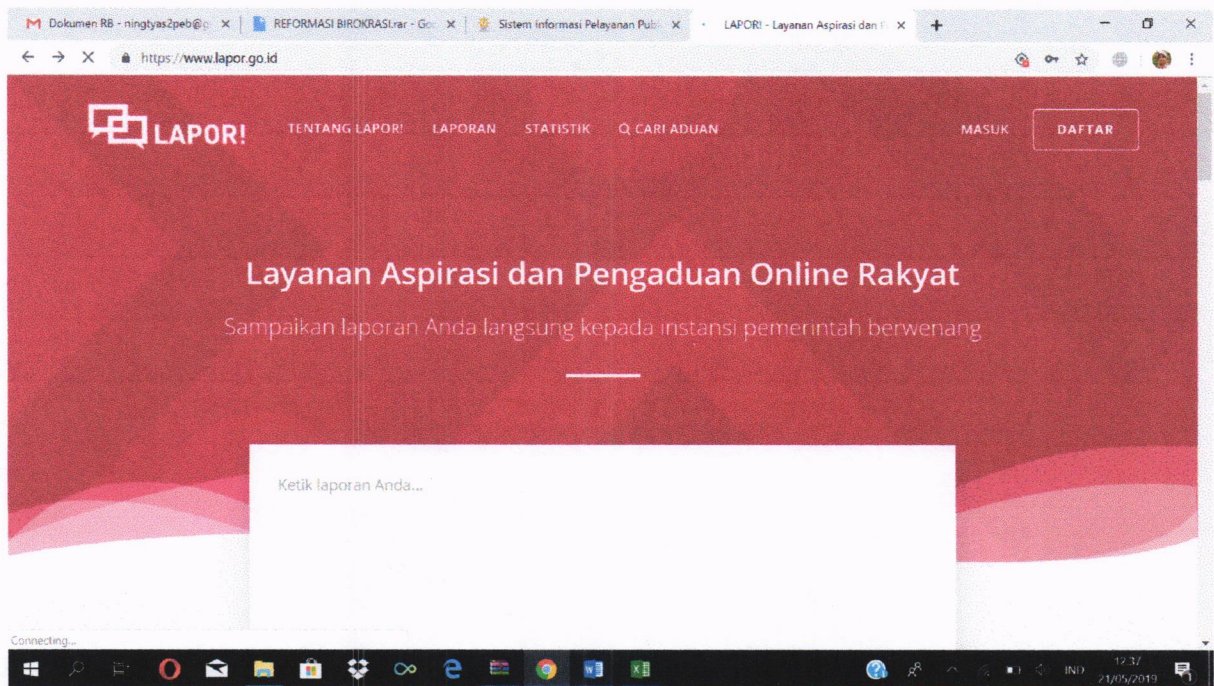 Dokumen RB - ningtyas2peb@g
REFORMASI BIROKRASI.rar - Goo
Sistem Informasi Pelayanan Publi
LAPOR! - Layanan Aspirasi dan P
https://www.lapor.go.id
LAPOR!
TENTANG LAPOR!
LAPORAN
STATISTIK
CARI ADUAN
MASUK
DAFTAR
Layanan Aspirasi dan Pengaduan Online Rakyat
Sampaikan laporan Anda langsung kepada instansi pemerintah berwenang
Ketik laporan Anda...
Connecting...
IND
12.37
21/05/2019